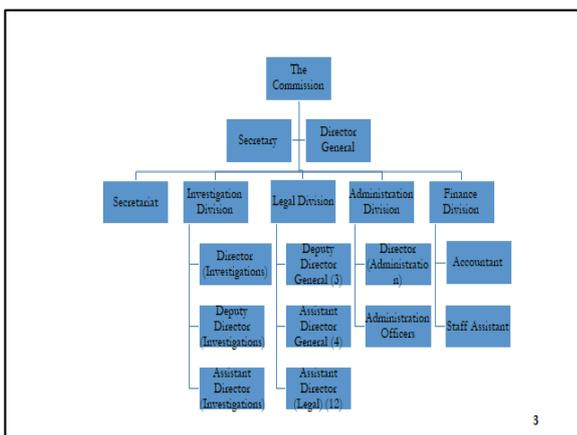 The
Commission
Secretary
Director
General
Secretariat
Investigation
Division
Legal Division
Administration
Division
Finance
Division
Director
(Investigations)
Deputy
Director
(Investigations)
Assistant
Director
(Investigations)
Deputy
Director
General (3)
Assistant
Director
General (4)
Assistant
Director
(Legal) (12)
Director
(Administratio
n)
Administration
Officers
Accountant
Staff Assistant
3